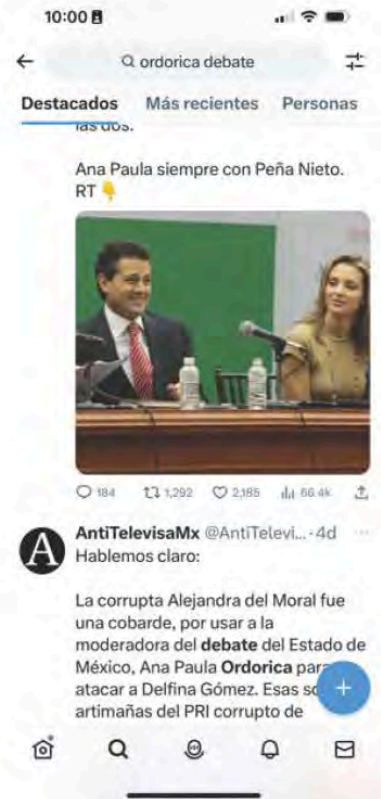 10:00
ordorica debate
Destacados Más recientes Personas
las dos.
Ana Paula siempre con Peña Nieto.
RT
184 1,292 2,185 66.4k
AntiTelevisaMx @AntiTelevi... · 4d
Hablemos claro:
La corrupta Alejandra del Moral fue
una cobarde, por usar a la
moderadora del debate del Estado de
México, Ana Paula Ordorica para
atacar a Delfina Gómez. Esas
artimañas del PRI corrupto de